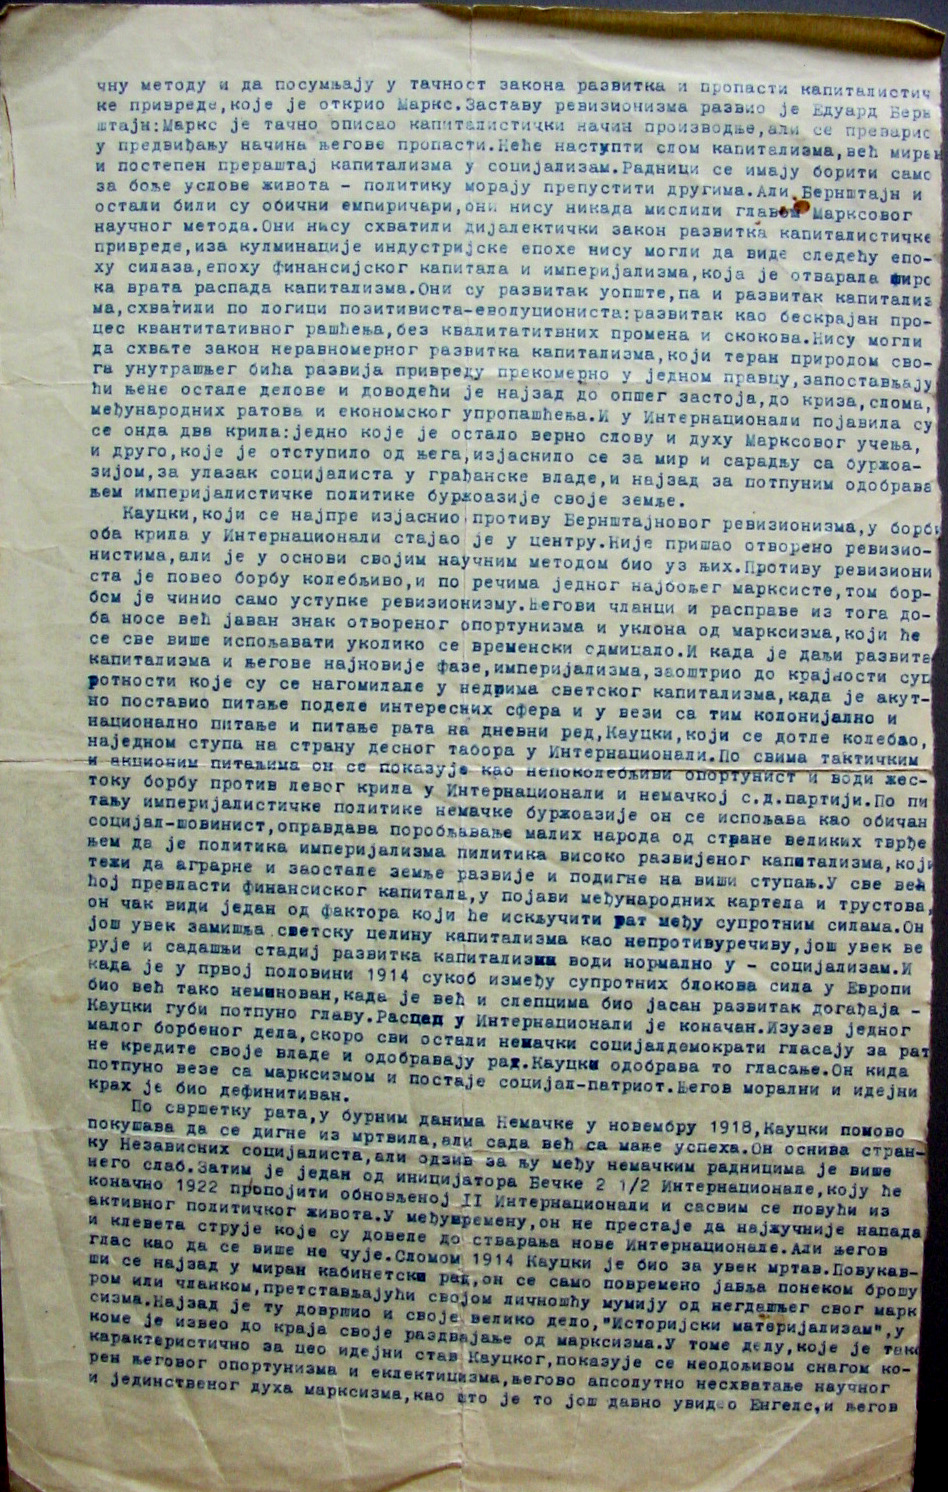 чну методу и да посумњају у тачност закона развитка и пропасти капиталистич
ке привреде,које је открио Маркс.Заставу ревизионизма развио је Едуард Берн
штајн:Маркс је тачно описао капиталистички начин производње,али се преварио
у предвиђању начина његове пропасти.Неће наступти слом капитализма,већ миран
и постепен прераштај капитализма у социјализам.Радници се имају борити само
за боље услове живота - политику морају препустити другима.Али Бернштајн и
остали били су обични емпиричари,они нису никада мислили главом Марксовог
научног метода.Они нису схватили дијалектички закон развитка капиталистичке
привреде,иза кулминације индустријске епохе нису могли да виде следећу епо-
ху силаза,епоху финансијског капитала и империјализма,која је отварала широ
ка врата распада капитализма.Они су развитак уопште,па и развитак капитализ
ма,схватили по логици позитивиста-еволуциониста:развитак као бескрајан про-
цес квантитативног рашћења,без квалитатитвних промена и скокова.Нису могли
да схвате закон неравномерног развитка капитализма,који теран природом сво-
га унутрашњег бића развија привреду прекомерно у једном правцу,запостављају
ћи њене остале делове и доводећи је најзад до општег застоја,до криза,слома,
међународних ратова и економског упропашћења.И у Интернационали појавила су
се онда два крила:једно које је остало верно слову и духу Марксовог учења,
и друго,које је отступило од њега,изјаснило се за мир и сарадњу са буржоа-
зијом,за улазак социјалиста у грађанске владе,и најзад за потпуним одобрава
њем империјалистичке политике буржоазије своје земље.
Кауцки,који се најпре изјаснио противу Бернштајновог ревизионизма,у борби
оба крила у Интернационали стајао је у центру.Није пришао отворено ревизио-
нистима,али је у основи својим научним методом био уз њих.Противу ревизиони
ста је повео борбу колебљиво,и по речима једног најбољег марксисте,том бор-
бом је чинио само уступке ревизионизму.Његови чланци и расправе из тога до-
ба носе већ јаван знак отвореног опортунизма и уклона од марксизма,који ће
се све више испољавати уколико се временски одмицало.И када је даљи развита
капитализма и његове најновије фазе,империјализма,заоштрио до крајности суп
ротности које су се нагомилале у недрима светског капитализма,када је акут-
но поставио питање поделе интересних сфера и у вези са тим колонијално и
национално питање и питање рата на дневни ред,Кауцки,који се дотле колебао,
наједном ступа на страну десног табора у Интернационали.По свима тактичким
и акционим питањима он се показује као непоколебљиви опортунист и води жес-
току борбу против левог крила у Интернационали и немачкој с.д.партији.По пи
тању империјалистичке политике немачке буржоазије он се испољава као обичан
социјал-шовинист,оправдава поробљавање малих народа од стране великих тврђе
њем да је политика империјализма пилитика високо развијеног капитализма,који
тежи да аграрне и заостале земље развије и подигне на виши ступањ.У све већ
ћој превласти финансиског капитала,у појави међународних картела и трустова,
он чак види један од фактора који ће искључити рат међу супротним силама.Он
још увек замишља светску целину капитализма као непротивуречиву,још увек ве
рује и садашњи стадиј развитка капитализма води нормално у - социјализам.И
када је у првој половини 1914 сукоб између супротних блокова сила у Европи
био већ тако неминован,када је већ и слепцима био јасан развитак догађаја -
Кауцки губи потпуно главу.Распад у Интернационали је коначан.Изузев једног
малог борбеног дела,скоро сви остали немачки социјалдемократи гласају за рат
не кредите своје владе и одобравају рат.Кауцки одобрава то гласање.Он кида
потпуно везе са марксизмом и постаје социјал-патриот.Његов морални и идејни
крах је био дефинитиван.
По свршетку рата,у бурним данима Немачке у новембру 1918,Кауцки поново
покушава да се дигне из мртвила,али сада већ са мање успеха.Он оснива стран-
ку Независних социјалиста,али одзив за њу међу немачким радницима је више
него слаб.Затим је један од иницијатора Бечке 2 1/2 Интернационале,коју ће
коначно 1922 припојити обновљеној II Интернационали и сасвим се повући из
активног политичког живота.У међувремену,он не престаје да најжучније напада
и клевета струје које су довеле до стварања нове Интернационале.Али његов
глас као да се више не чује.Сломом 1914 Кауцки је био за увек мртав.Повукав-
ши се најзад у миран кабинетски рад,он се само повремено јавља понеком брошу
ром или чланком,претстављајући својом личношћу мумију од негдашњег свог марк
сизма.Најзад је ту довршио и своје велико дело,"Историјски материјализам",у
коме је извео до краја своје раздвајање од марксизма.У томе делу,које је тако
карактеристично за цео идејни став Кауцког,показује се неодољивом снагом ко-
рен његовог опортунизма и еклектицизма,његово апсолутно несхватање научног
и јединственог духа марксизма,као што је то још давно увидео Енгелс,и његов